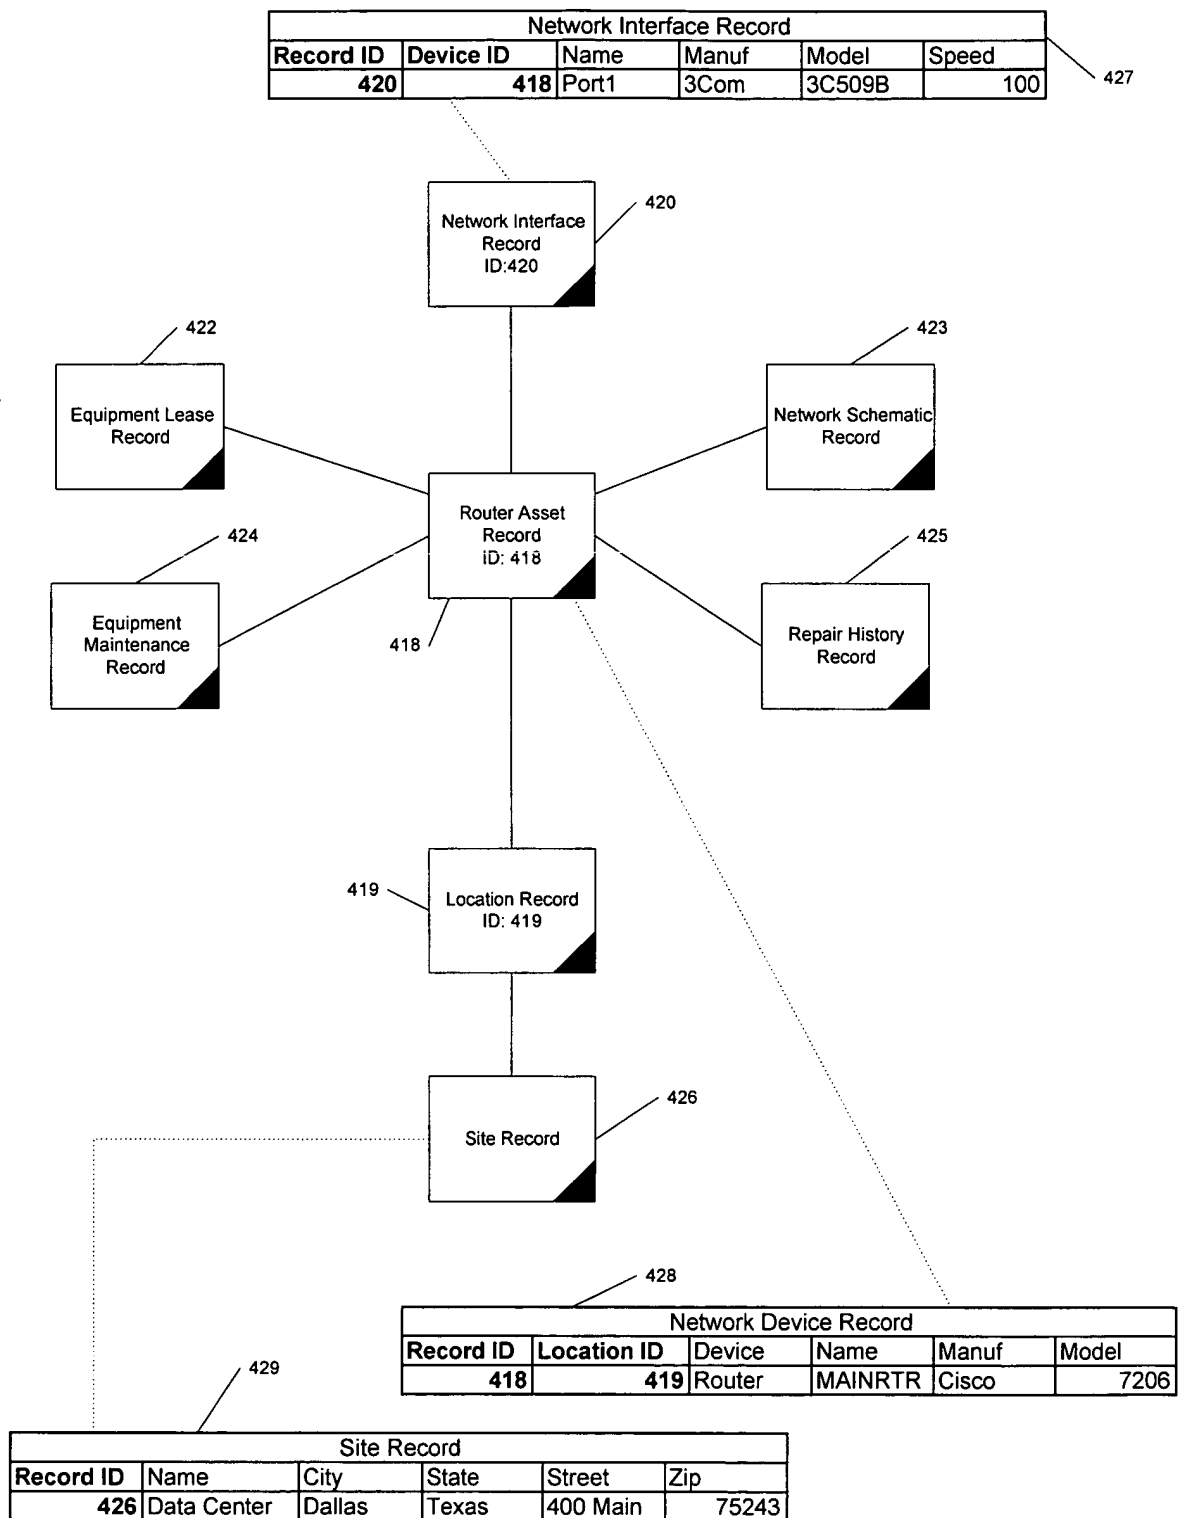 Network Interface Record
Record ID Device ID Name Manuf Model Speed
420 418 Port1 3Com 3C509B 100
427
Network Interface
Record
ID:420
420
422
423
Equipment Lease
Record
Network Schematic
Record
Router Asset
Record
ID: 418
424
425
Equipment
Maintenance
Record
418
Repair History
Record
419
Location Record
ID: 419
426
Site Record
428
Network Device Record
Record ID Location ID Device Name Manuf Model
418 419 Router MAINRTR Cisco 7206
429
Site Record
Record ID Name City State Street Zip
426 Data Center Dallas Texas 400 Main 75243